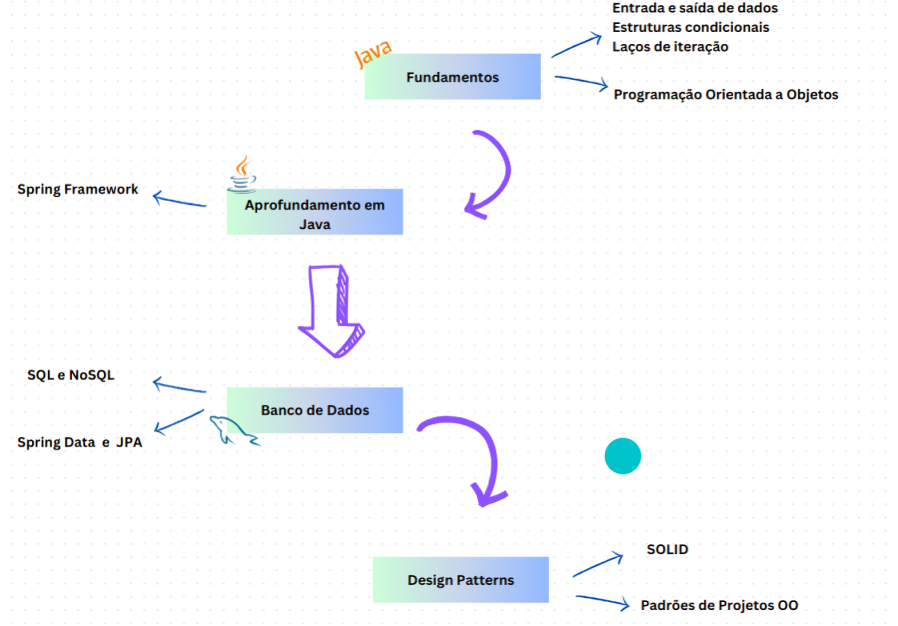 Entrada e saída de dados
Estruturas condicionais
Laços de iteração
Java
Fundamentos
Programação Orientada a Objetos
Spring Framework
Aprofundamento em
Java
SQL e NoSQL
Banco de Dados
Spring Data e JPA
SOLID
Design Patterns
Padrões de Projetos OO